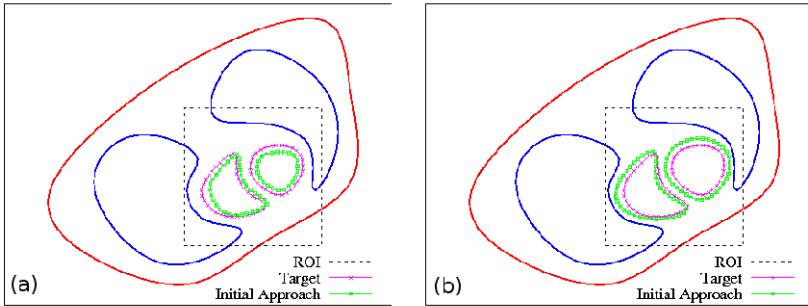 (a)
ROI
Target
Initial Approach
(b)
ROI
Target
Initial Approach